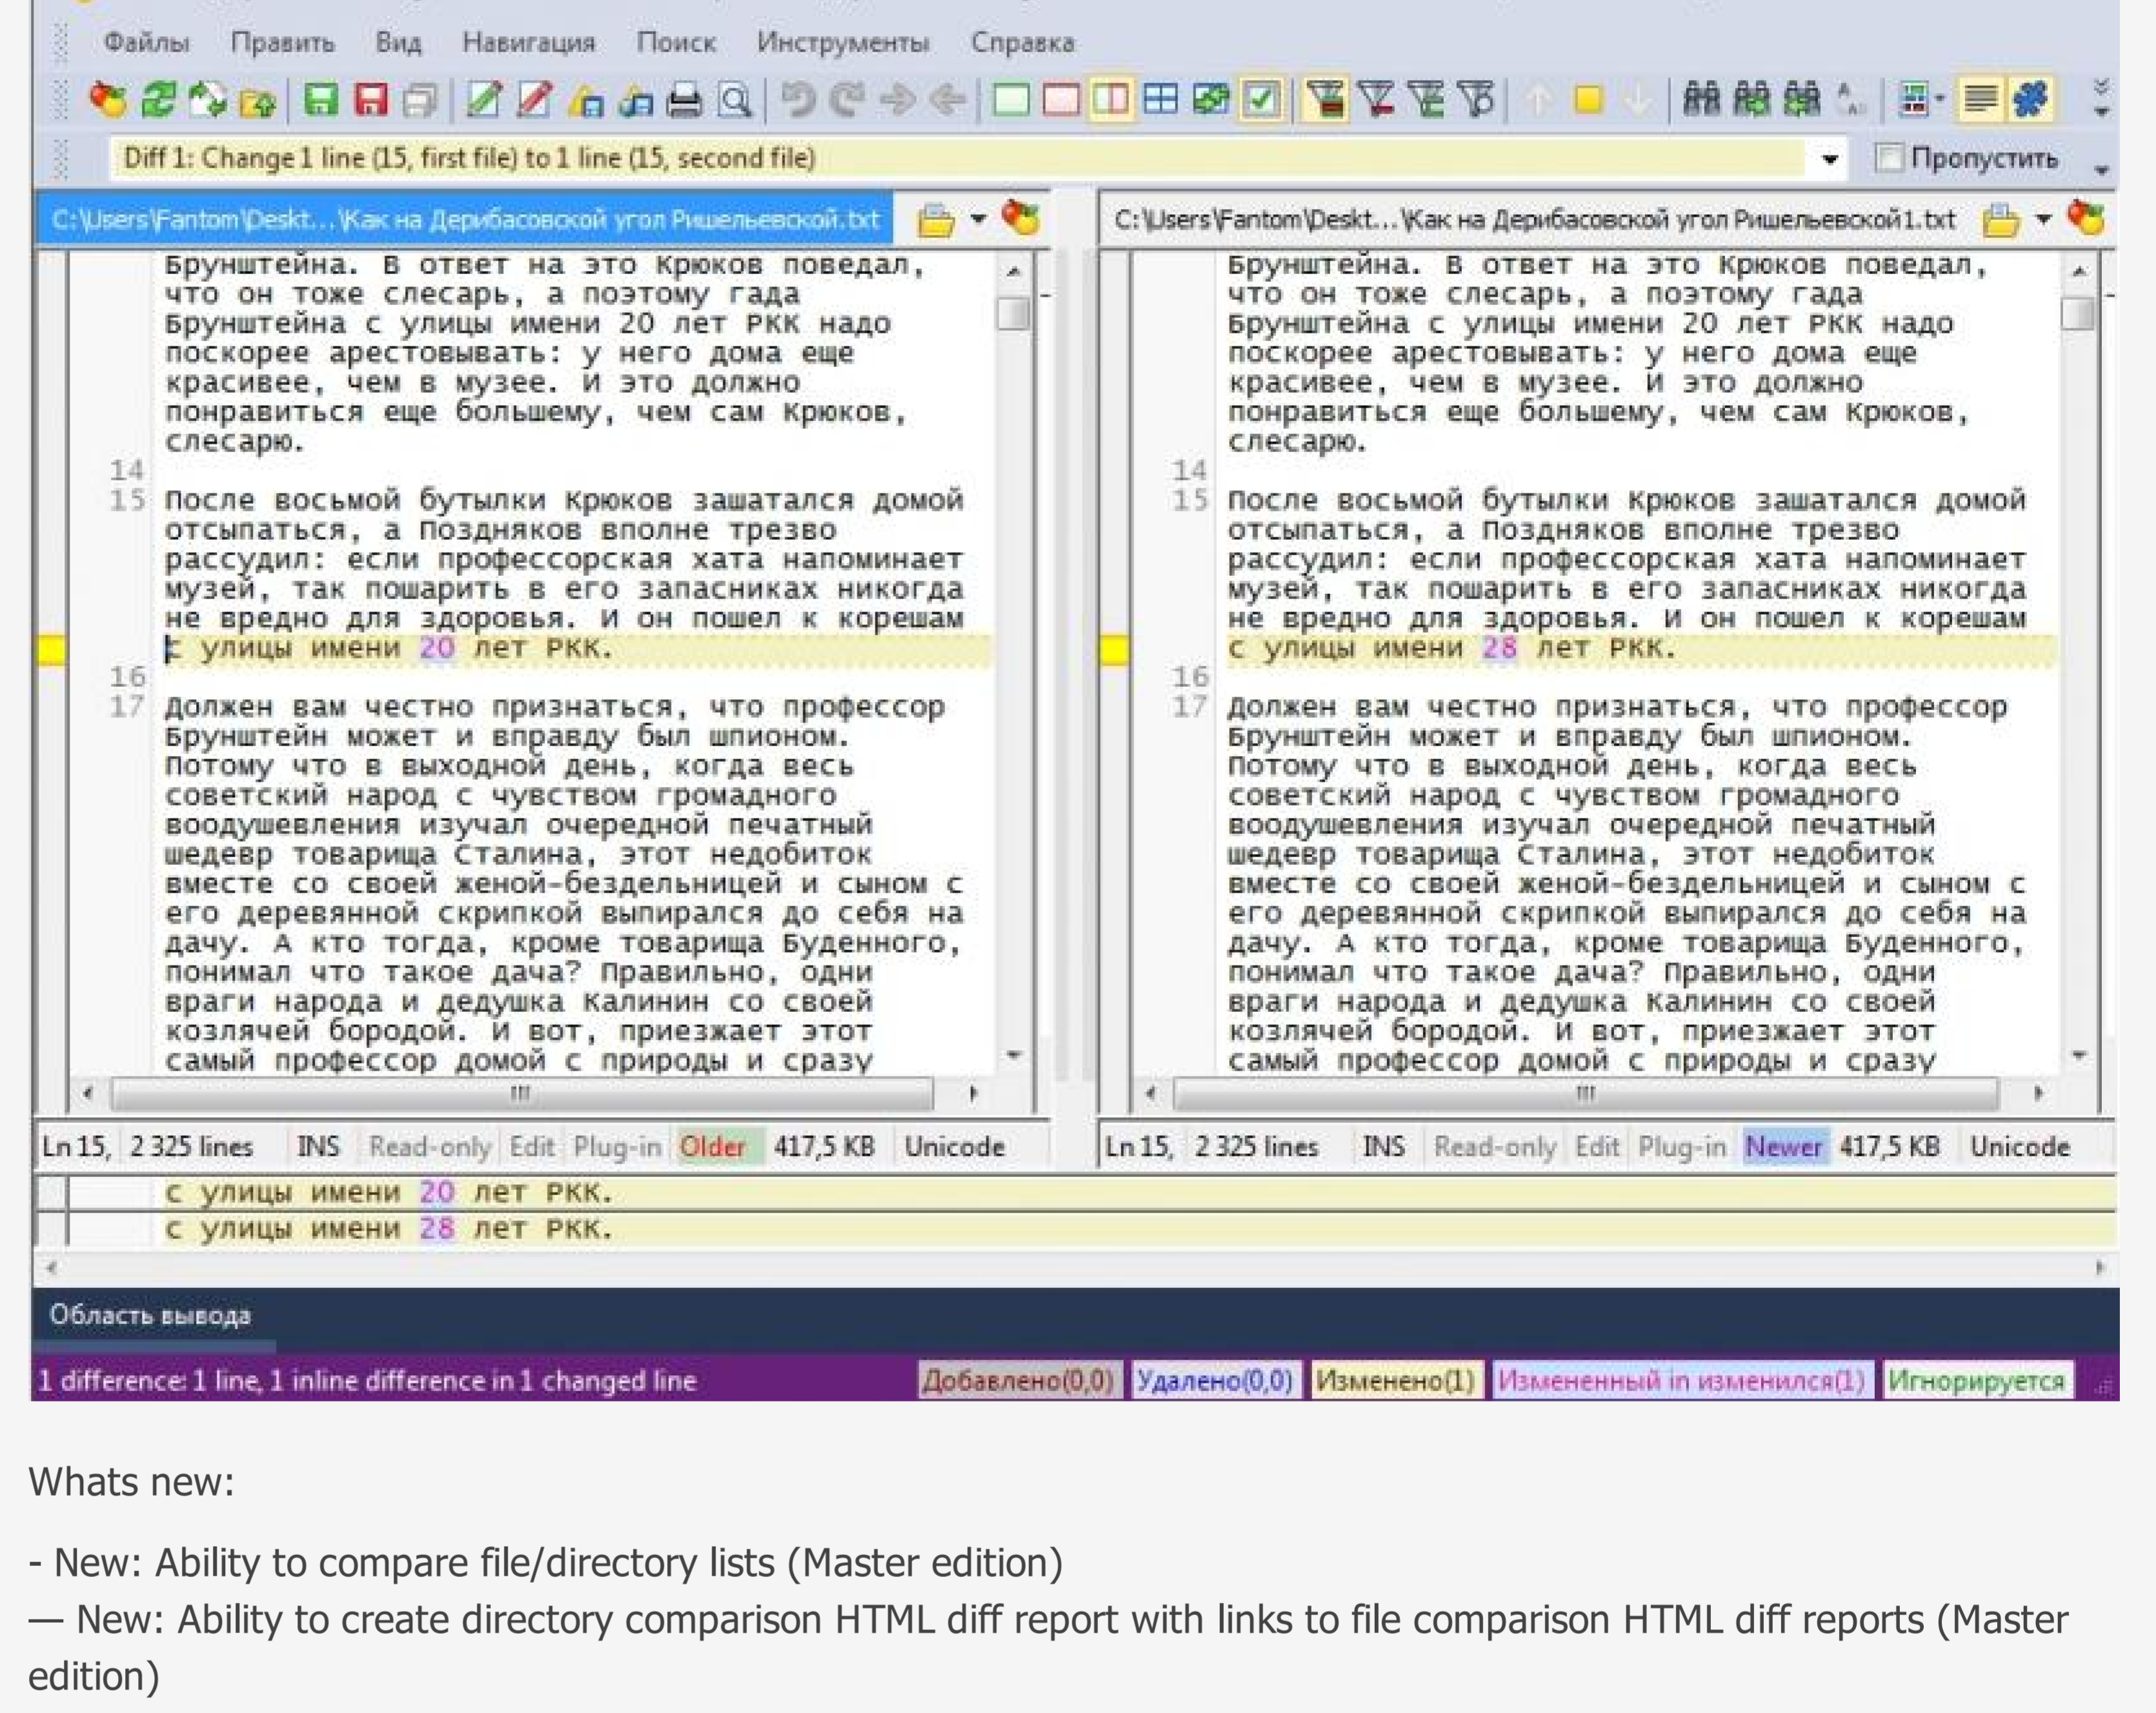 Файлы Править Вид Навигация Поиск Инструменты Справка
Diff 1: Change 1 line (15, first file) to 1 line (15, second file)
Пропустить
C:\Users\Fantom\Deskt...\Как на Дерибасовской угол Ришельевской.txt
Брунштейна. В ответ на это Крюков поведал,
что он тоже слесарь, а поэтому гада
Брунштейна с улицы имени 20 лет РКК надо
поскорее арестовывать: у него дома еще
красивее, чем в музее. И это должно
понравиться еще большему, чем сам Крюков,
слесарю.
14
15 После восьмой бутылки Крюков зашатался домой
отсыпаться, а Поздняков вполне трезво
рассудил: если профессорская хата напоминает
музей, так пошарить в его запасниках никогда
не вредно для здоровья. И он пошел к корешам
с улицы имени 20 лет РКК.
16
17 Должен вам честно признаться, что профессор
Брунштейн может и вправду был шпионом.
Потому что в выходной день, когда весь
советский народ с чувством громадного
воодушевления изучал очередной печатный
шедевр товарища Сталина, этот недобиток
вместе со своей женой-бездельницей и сыном с
его деревянной скрипкой выпирался до себя на
дачу. А кто тогда, кроме товарища Буденного,
понимал что такое дача? Правильно, одни
враги народа и дедушка Калинин со своей
козлячей бородой. И вот, приезжает этот
самый профессор домой с природы и сразу
Ln 15, 2 325 lines INS Read-only Edit Plug-in Older 417,5 KB Unicode
C:\Users\Fantom\Deskt...\Как на Дерибасовской угол Ришельевской1.txt
Брунштейна. В ответ на это Крюков поведал,
что он тоже слесарь, а поэтому гада
Брунштейна с улицы имени 20 лет РКК надо
поскорее арестовывать: у него дома еще
красивее, чем в музее. И это должно
понравиться еще большему, чем сам Крюков,
слесарю.
14
15 После восьмой бутылки Крюков зашатался домой
отсыпаться, а Поздняков вполне трезво
рассудил: если профессорская хата напоминает
музей, так пошарить в его запасниках никогда
не вредно для здоровья. И он пошел к корешам
с улицы имени 28 лет РКК.
16
17 Должен вам честно признаться, что профессор
Брунштейн может и вправду был шпионом.
Потому что в выходной день, когда весь
советский народ с чувством громадного
воодушевления изучал очередной печатный
шедевр товарища Сталина, этот недобиток
вместе со своей женой-бездельницей и сыном с
его деревянной скрипкой выпирался до себя на
дачу. А кто тогда, кроме товарища Буденного,
понимал что такое дача? Правильно, одни
враги народа и дедушка Калинин со своей
козлячей бородой. И вот, приезжает этот
самый профессор домой с природы и сразу
Ln 15, 2 325 lines INS Read-only Edit Plug-in Newer 417,5 KB Unicode
с улицы имени 20 лет РКК.
с улицы имени 28 лет РКК.
Область вывода
1 difference: 1 line, 1 inline difference in 1 changed line Добавлено(0,0) Удалено(0,0) Изменено(1) Измененный in изменился(1) Игнорируется
Whats new:
- New: Ability to compare file/directory lists (Master edition)
— New: Ability to create directory comparison HTML diff report with links to file comparison HTML diff reports (Master
edition)